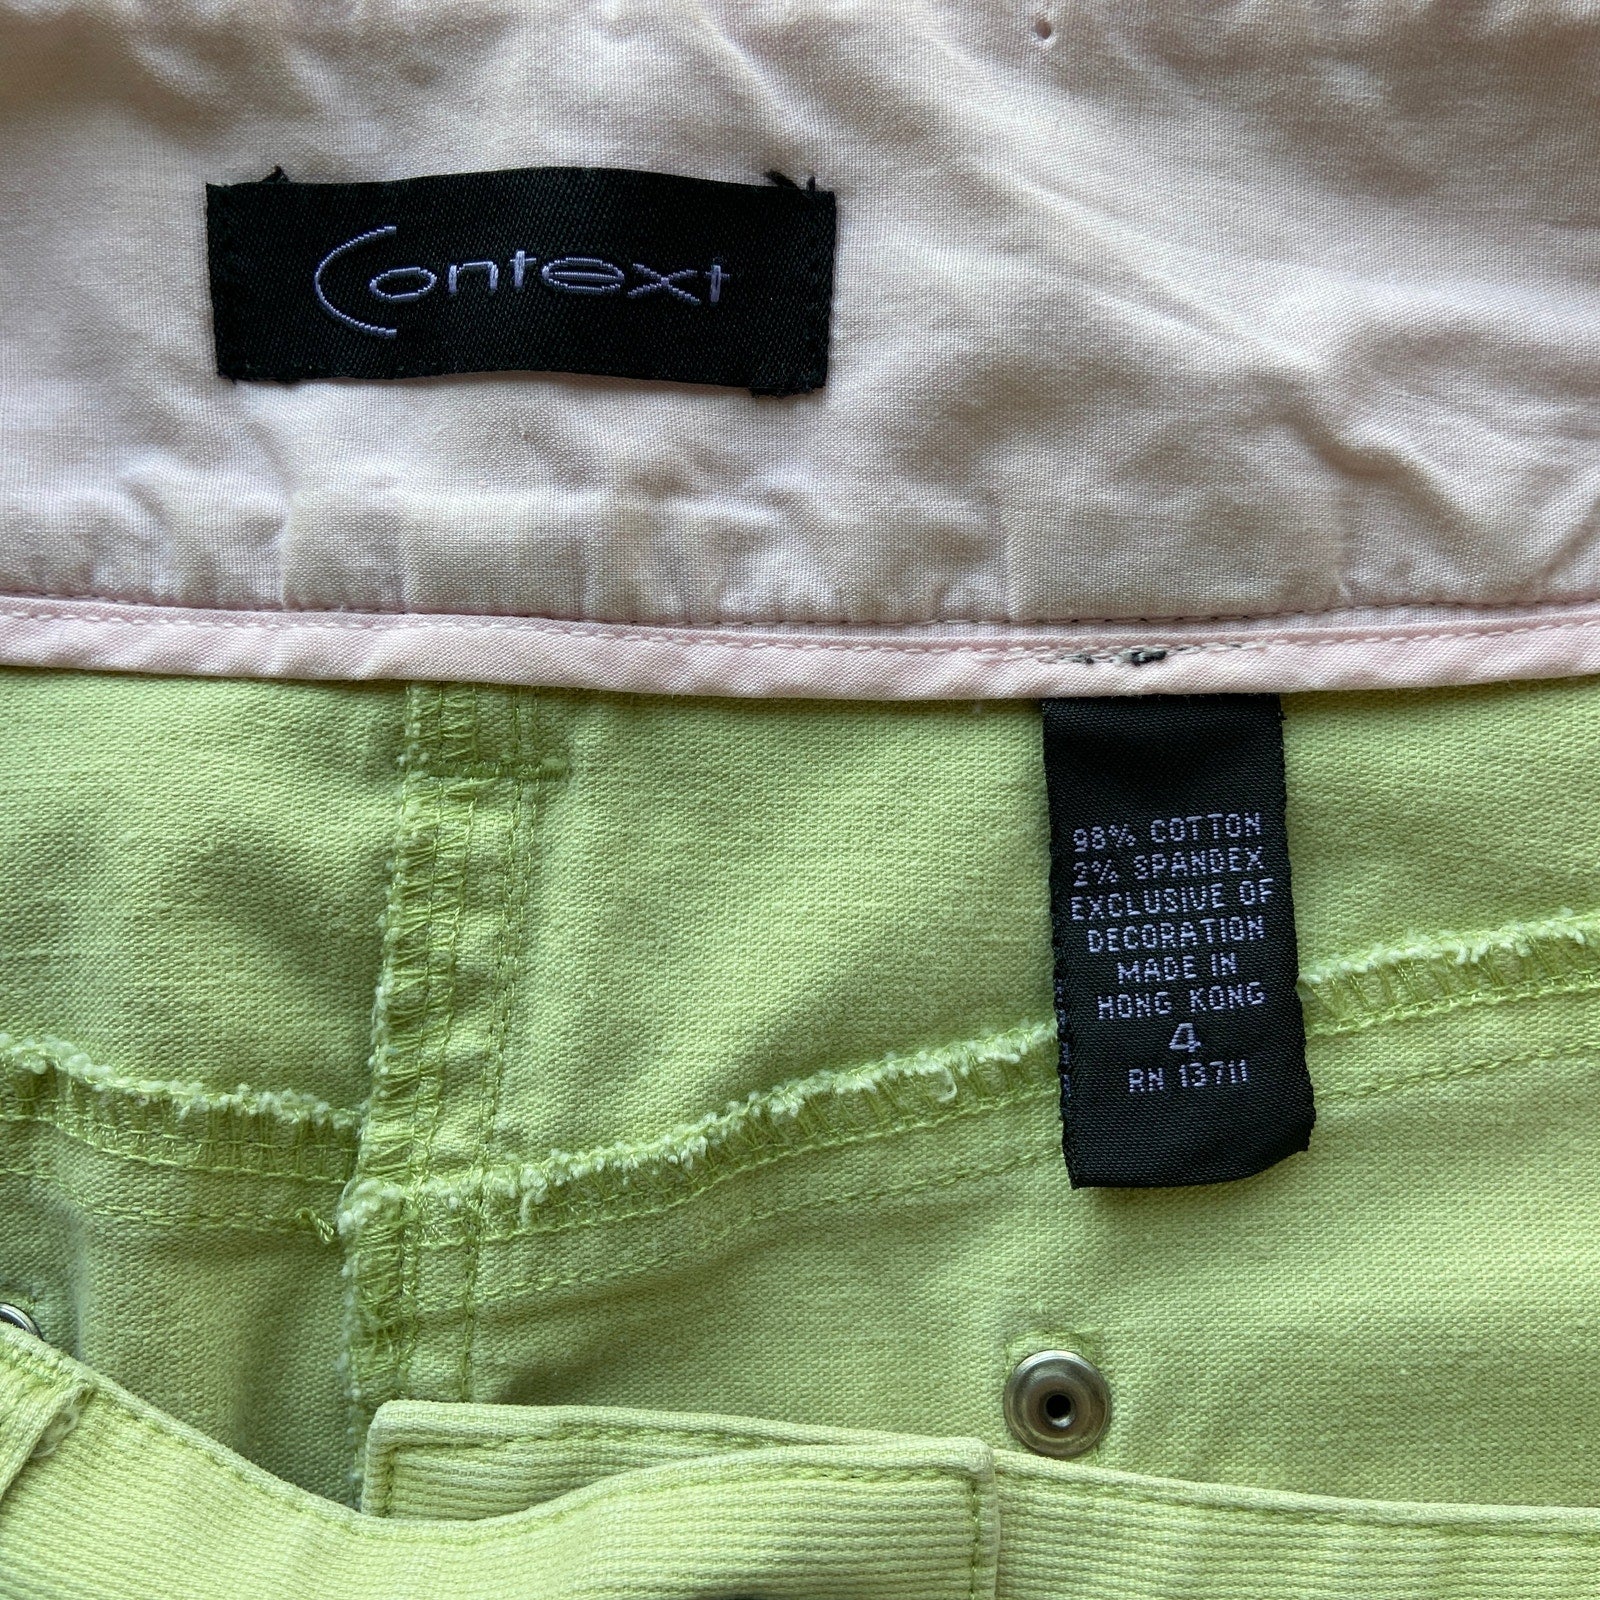 Context
98% COTTON
2% SPANDEX
EXCLUSIVE OF
DECORATION
MADE IN
HONG KONG
4
RN 13711